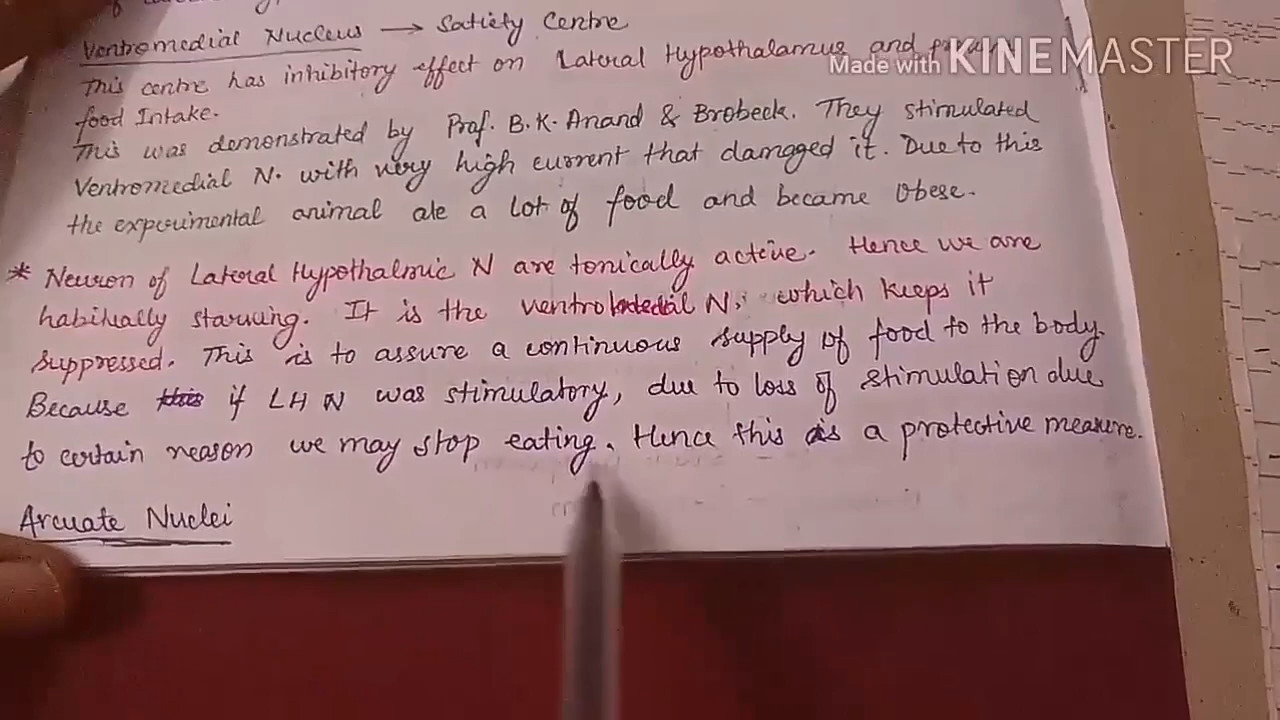 Ventromedial Nucleus → Satiety Centre
This centre has inhibitory effect on Lateral Hypothalamus and
food Intake.
This was demonstrated by Prof. B.K. Anand & Brobeck. They stimulated
Ventromedial N. with very high current that damaged it. Due to this
the experimental animal ate a lot of food and became Obese.
* Neuron of Lateral Hypothalmic N are tonically active. Hence we are
habitually starving. It is the ventromedial N. which keeps it
suppressed. This is to assure a continuous supply of food to the body.
Because this if LH N was stimulatory, due to loss of stimulation due
to certain reason we may stop eating. Hence this is a protective measure.
Arcuate Nuclei
Made with KINEMASTER